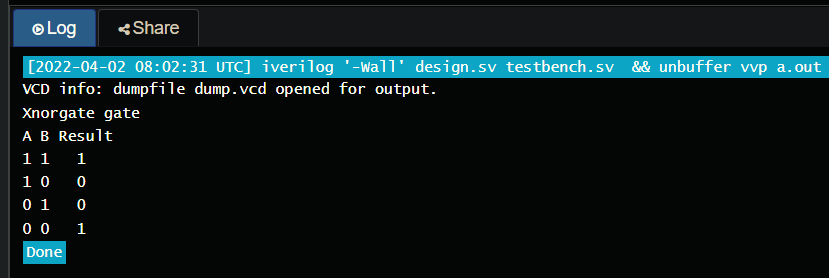 Log Share
[2022-04-02 08:02:31 UTC] iverilog '-Wall' design.sv testbench.sv  && unbuffer vvp a.out
VCD info: dumpfile dump.vcd opened for output.
Xnorgate gate
A B Result
1 1   1
1 0   0
0 1   0
0 0   1
Done